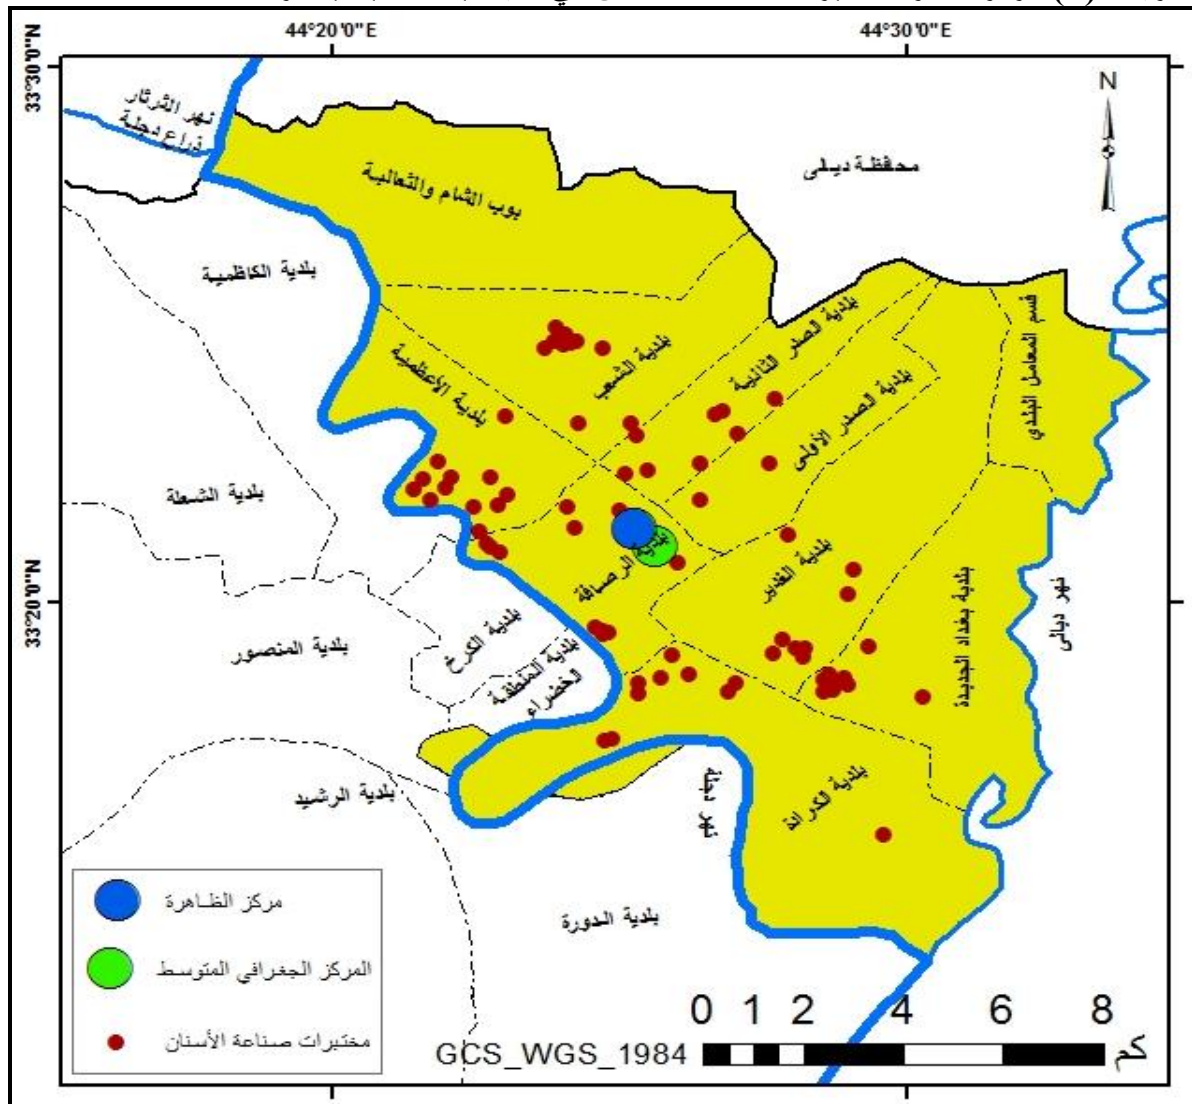 44°20'0"E
44°30'0"E
33°30'0"N
33°20'0"N
N
نهر الثرثار
ذراع دجلة
محافظة ديالى
بوب الشام والثعالبة
بلدية الكاظمية
بلدية الشعب
بلدية الصدر الثانية
قسم المعامل البلدي
بلدية الأعظمية
بلدية الصدر الأولى
بلدية الشعلة
بلدية الرصافة
بلدية الغدير
بلدية بغداد الجديدة
نهر ديالى
بلدية المنصور
بلدية الكرخ
بلدية المنطقة
الخضراء
بلدية الرشيد
نهر دجلة
بلدية الكرادة
بلدية الدورة
مركز الظاهرة
المركز الجغرافي المتوسط
مختبرات صناعة الأسنان
0 1 2 4 6 8
GCS_WGS_1984
كم